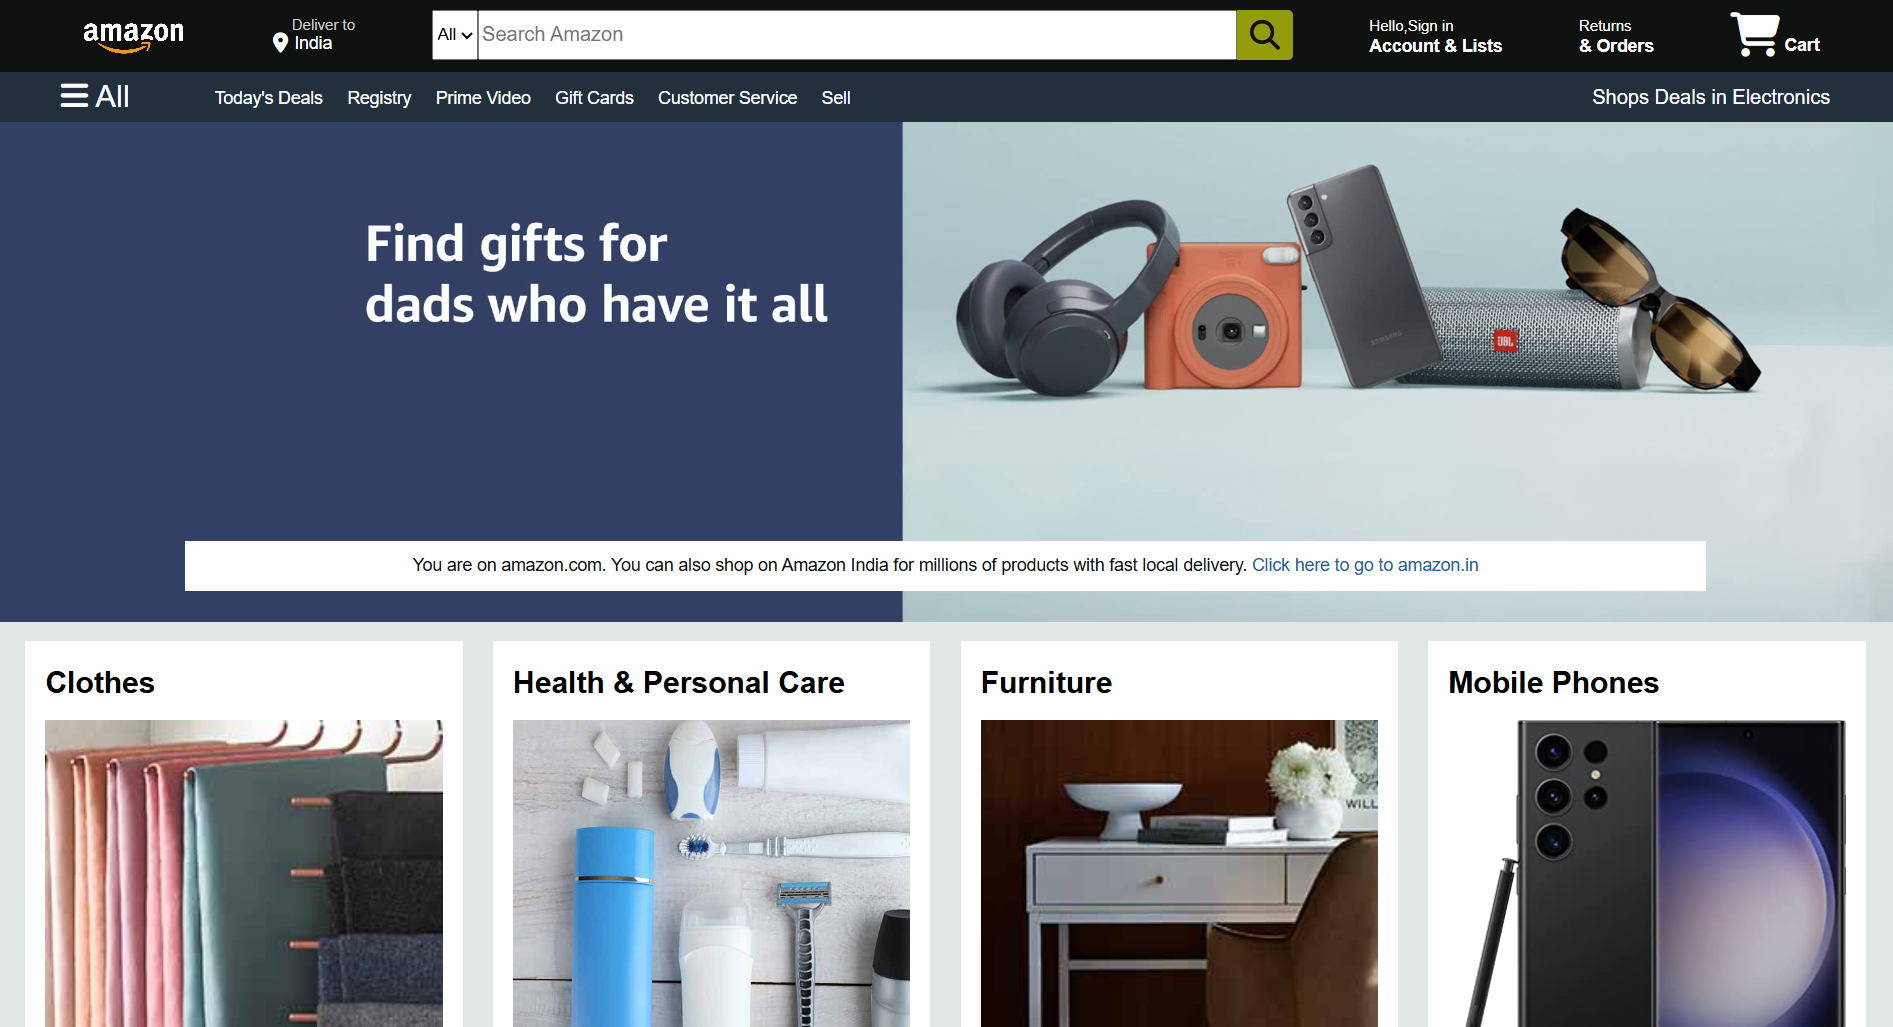 amazon
Deliver to
India
All
Search Amazon
Hello,Sign in
Account & Lists
Returns
& Orders
Cart
All
Today's Deals
Registry
Prime Video
Gift Cards
Customer Service
Sell
Shops Deals in Electronics
Find gifts for
dads who have it all
SAMSUNG
JBL
You are on amazon.com. You can also shop on Amazon India for millions of products with fast local delivery. Click here to go to amazon.in
Clothes
Health & Personal Care
Furniture
Mobile Phones
WILL